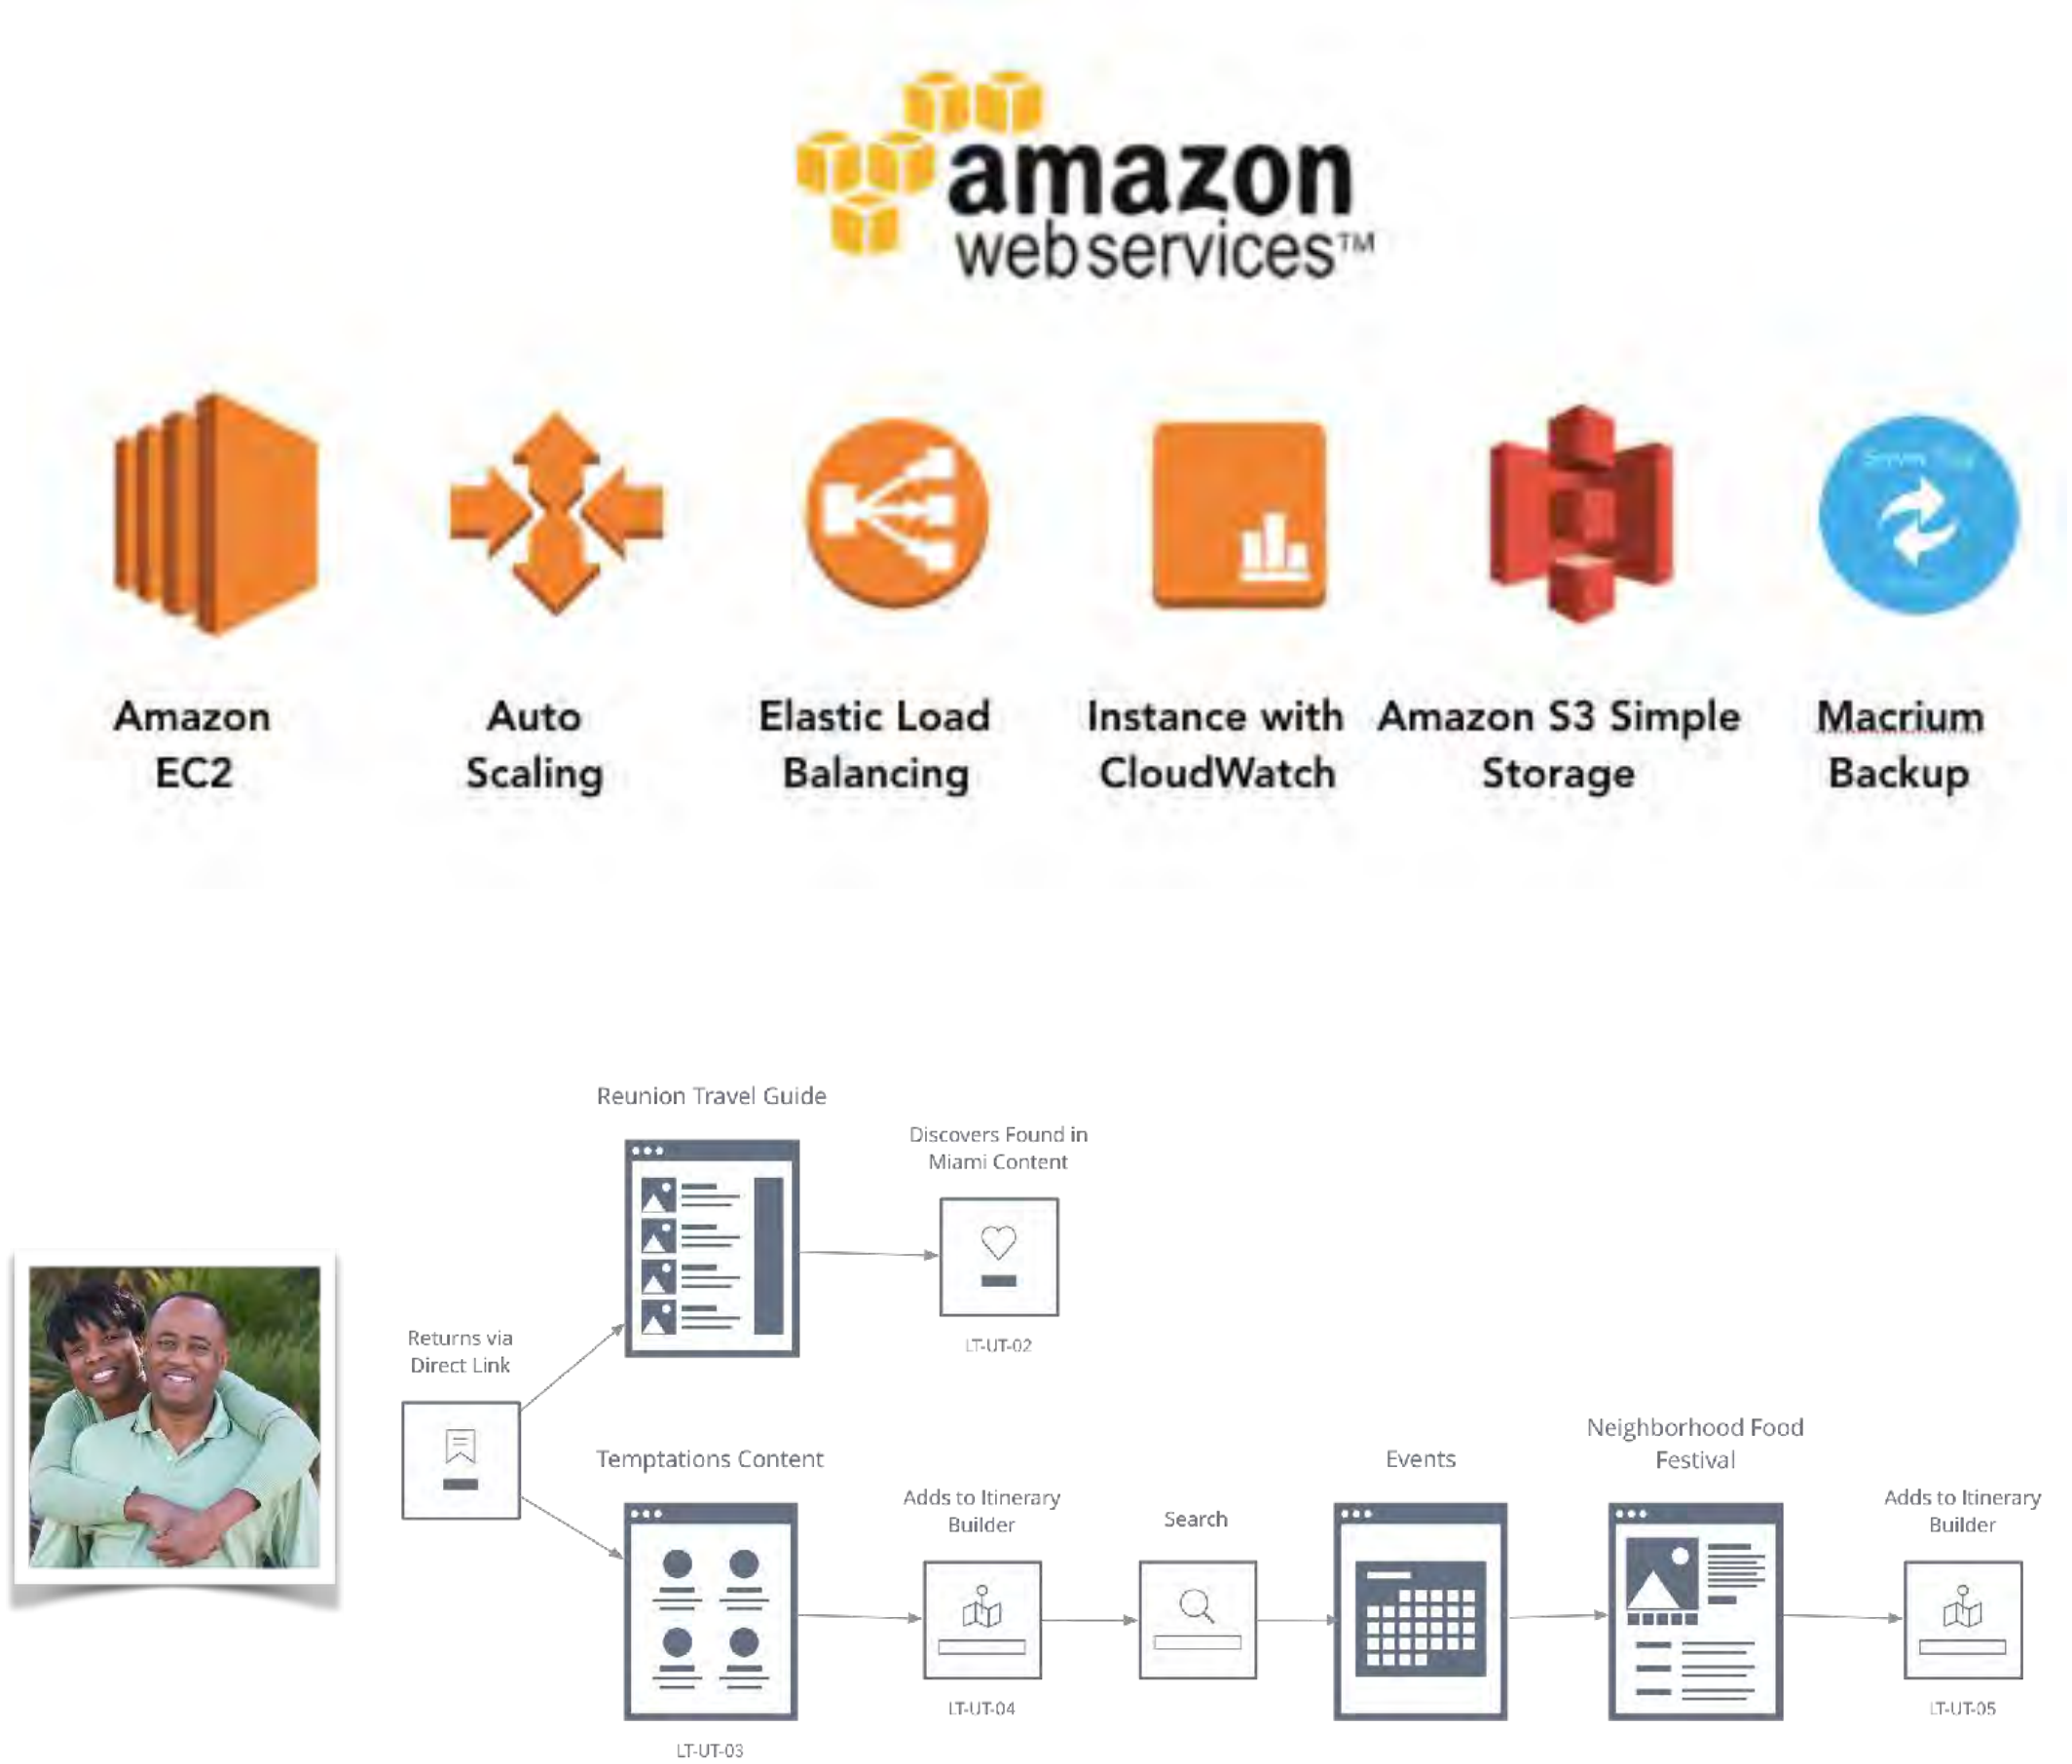 amazon
webservices™
Amazon
EC2
Auto
Scaling
Elastic Load
Balancing
Instance with
CloudWatch
Amazon S3 Simple
Storage
Macrium
Backup
Reunion Travel Guide
Discovers Found in
Miami Content
LT-UT-02
Returns via
Direct Link
Temptations Content
LT-UT-03
Adds to Itinerary
Builder
LT-UT-04
Search
Events
Neighborhood Food
Festival
Adds to Itinerary
Builder
LT-UT-05